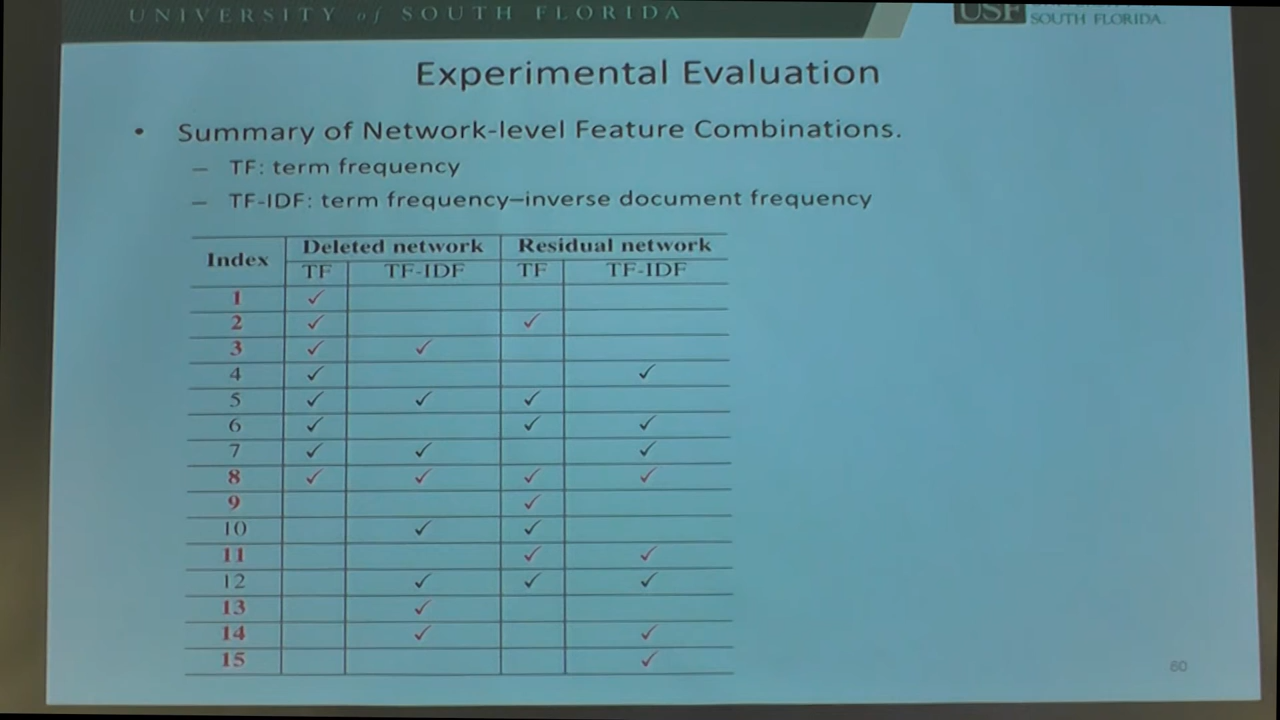 UNIVERSITY of SOUTH FLORIDA
USF
SOUTH FLORIDA
Experimental Evaluation
• Summary of Network-level Feature Combinations.
– TF: term frequency
– TF-IDF: term frequency–inverse document frequency
Index Deleted network Residual network
TF TF-IDF TF TF-IDF
1 ✓
2 ✓ ✓
3 ✓ ✓
4 ✓ ✓
5 ✓ ✓ ✓
6 ✓ ✓ ✓
7 ✓ ✓ ✓
8 ✓ ✓ ✓ ✓
9 ✓
10 ✓ ✓
11 ✓ ✓
12 ✓ ✓ ✓
13 ✓
14 ✓ ✓
15 ✓
60